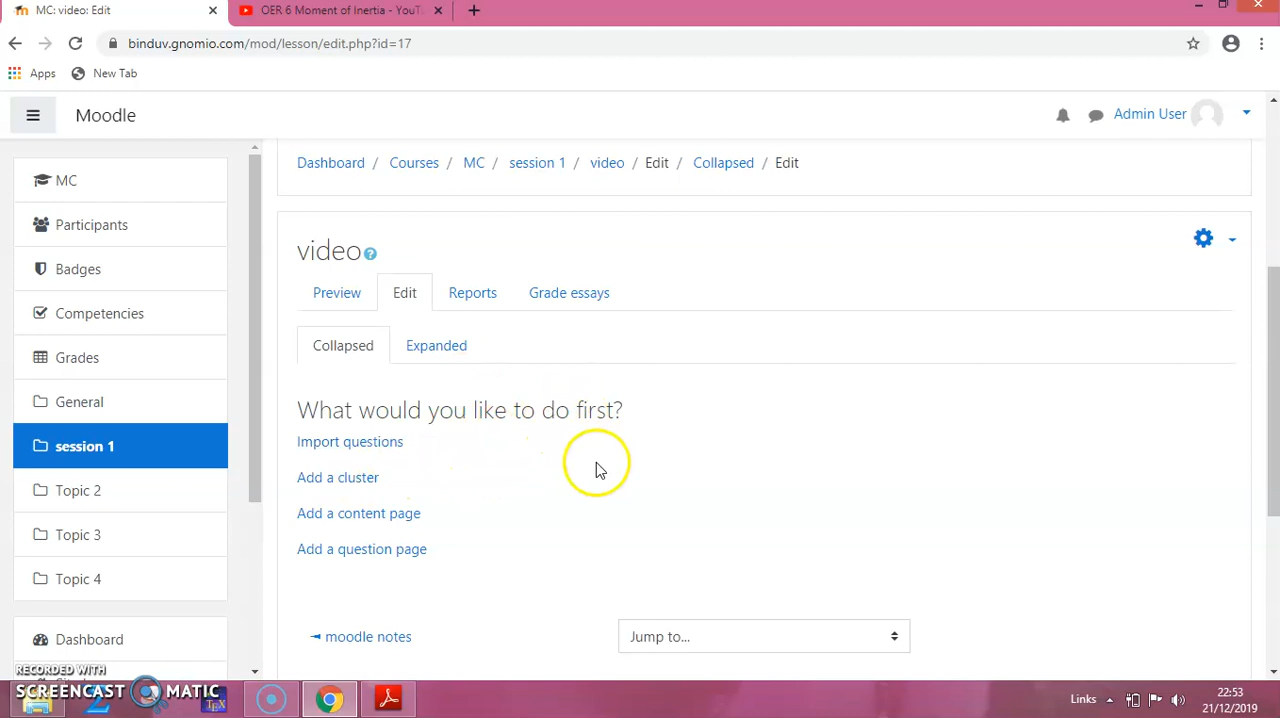 MC: video: Edit
OER 6 Moment of Inertia - YouT
binduv.gnomio.com/mod/lesson/edit.php?id=17
Apps
New Tab
Moodle
Admin User
MC
Participants
Badges
Competencies
Grades
General
session 1
Topic 2
Topic 3
Topic 4
Dashboard
Dashboard / Courses / MC / session 1 / video / Edit / Collapsed / Edit
video
Preview
Edit
Reports
Grade essays
Collapsed
Expanded
What would you like to do first?
Import questions
Add a cluster
Add a content page
Add a question page
◄ moodle notes
Jump to...
RECORDED WITH
SCREENCAST MATIC
Links
22:53
21/12/2019